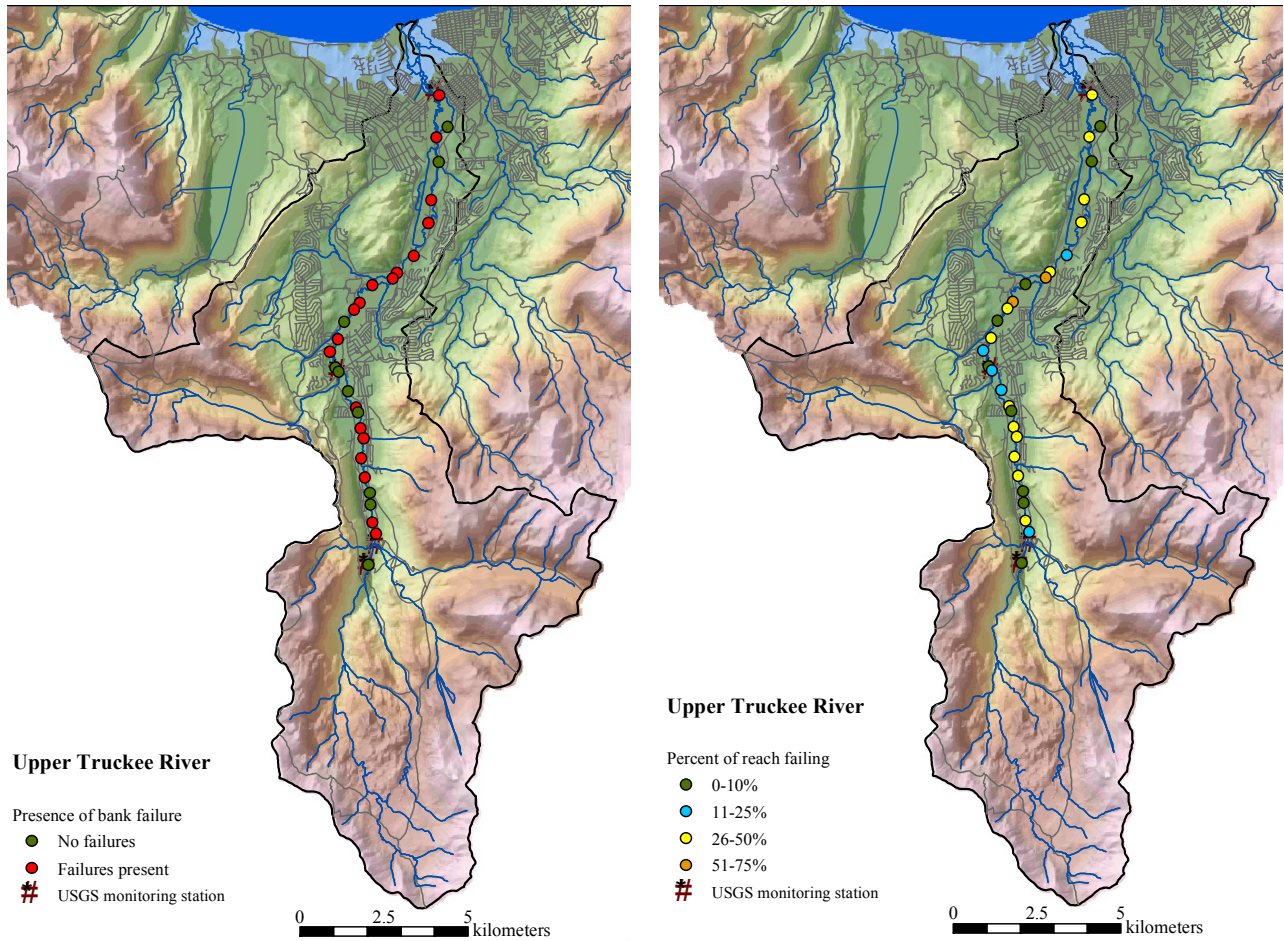 Upper Truckee River
Presence of bank failure
No failures
Failures present
# USGS monitoring station
0 2.5 5
kilometers
Upper Truckee River
Percent of reach failing
0-10%
11-25%
26-50%
51-75%
# USGS monitoring station
0 2.5 5
kilometers